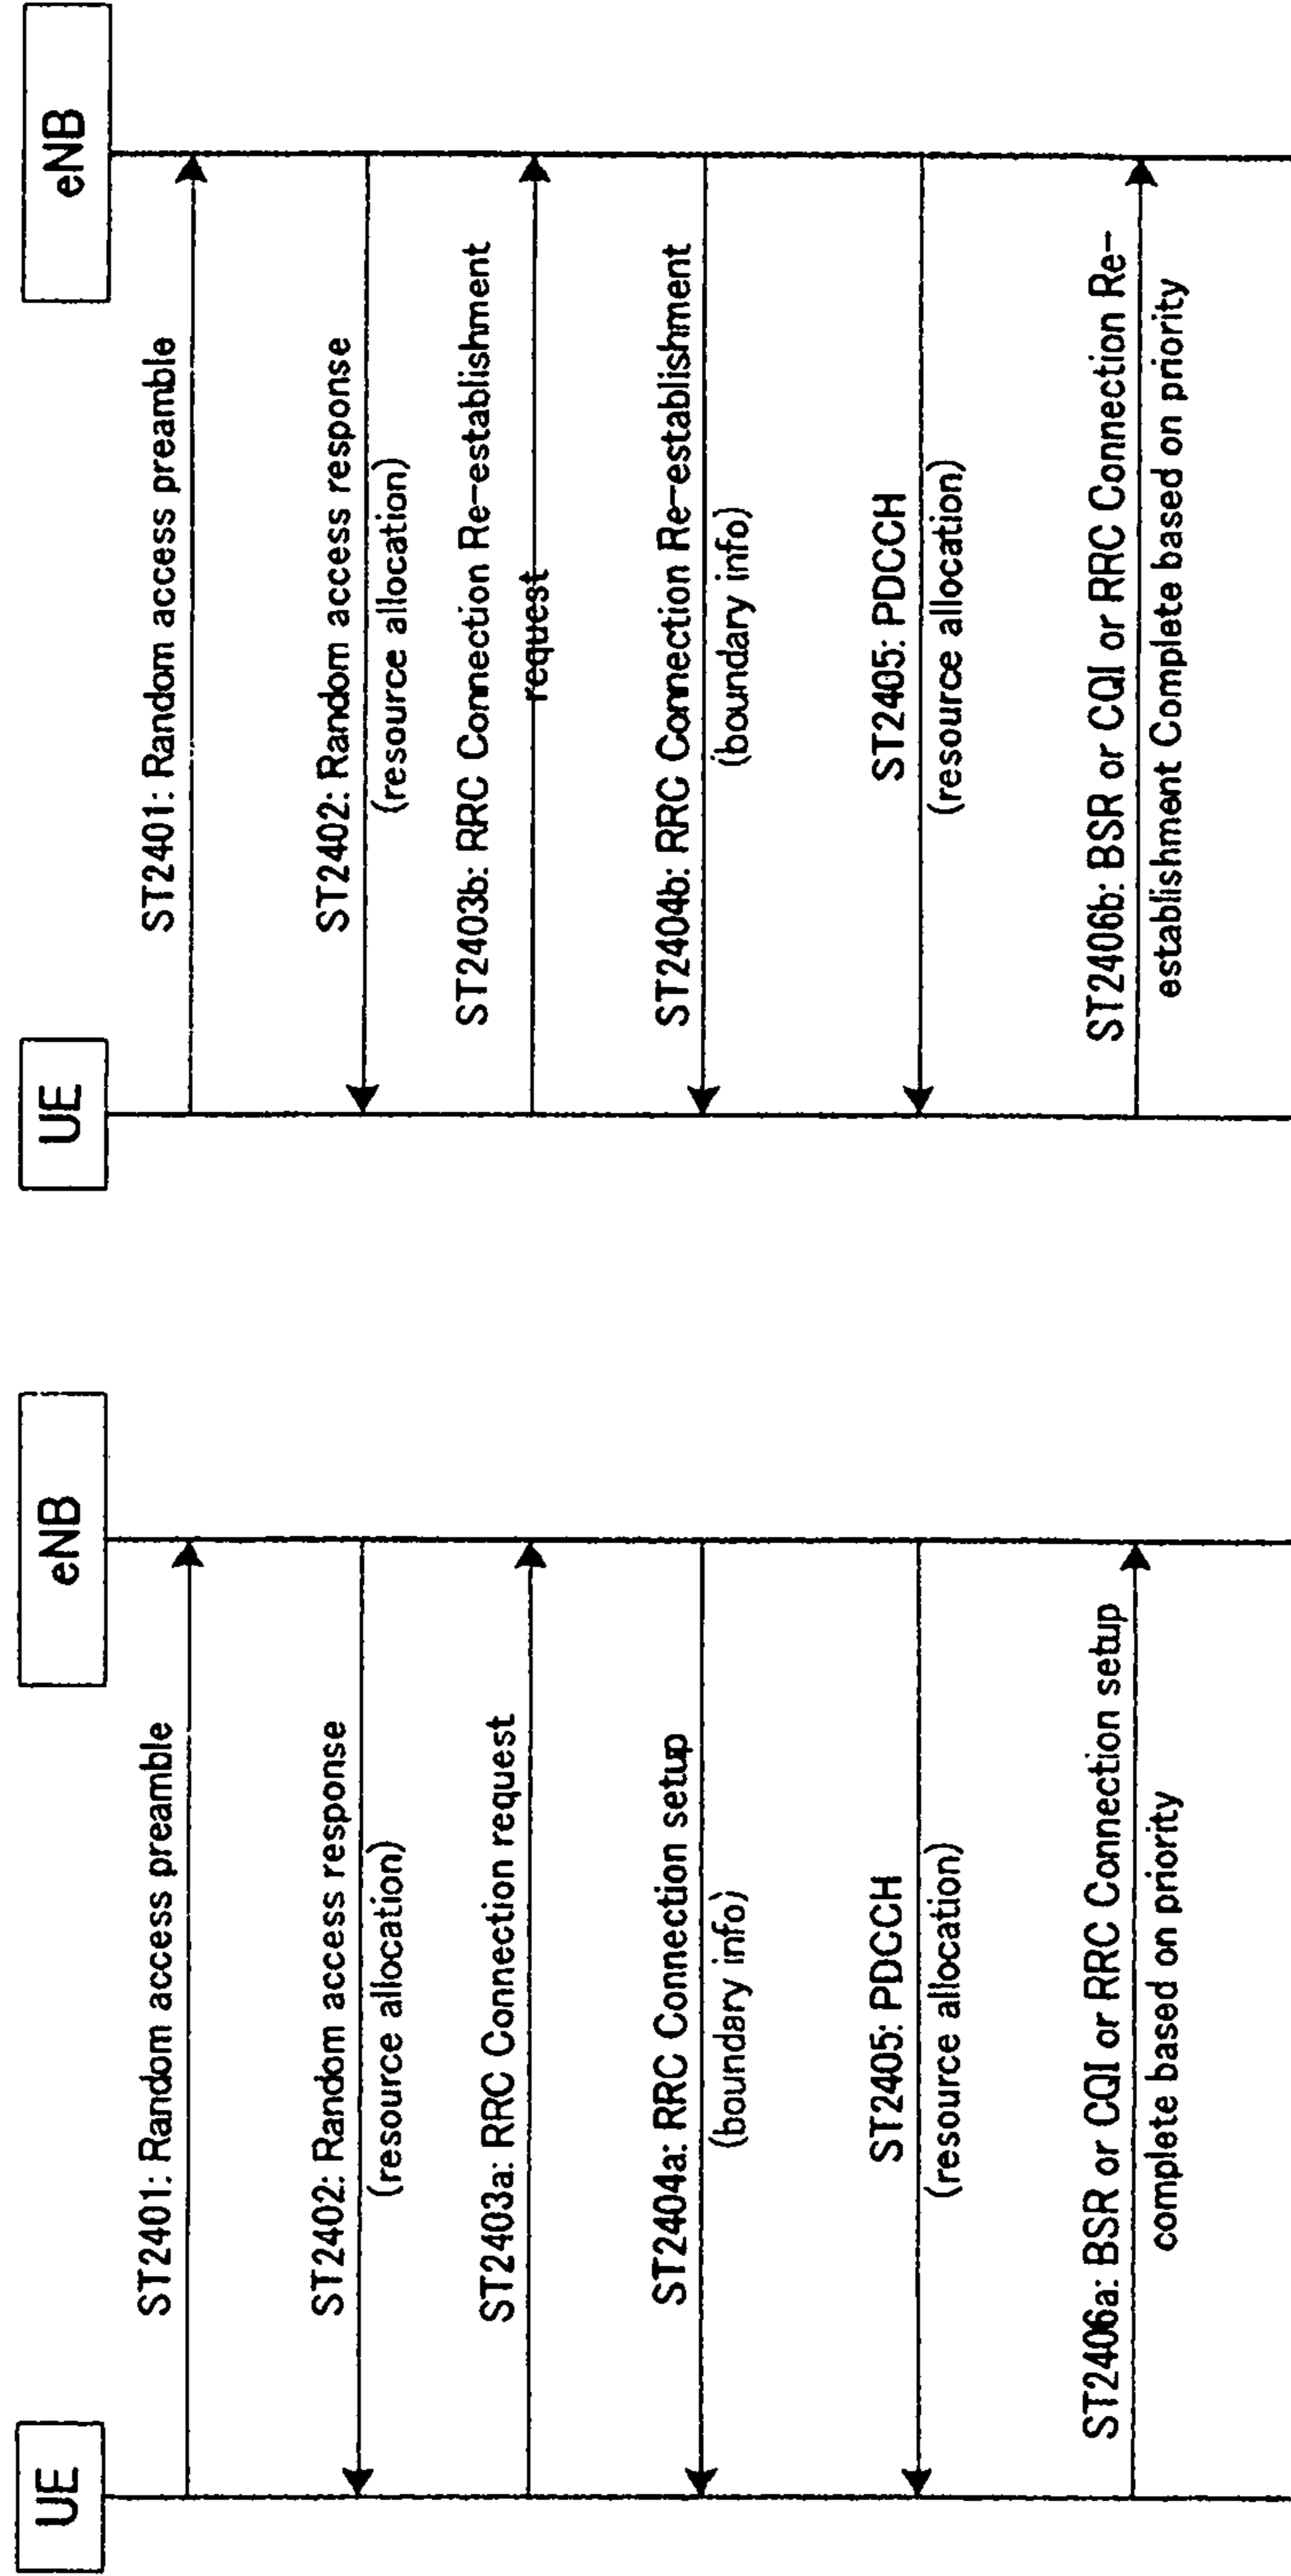 UE
eNB
ST2401: Random access preamble
ST2402: Random access response
(resource allocation)
ST2403a: RRC Connection request
ST2404a: RRC Connection setup
(boundary info)
ST2405: PDCCH
(resource allocation)
ST2406a: BSR or CQI or RRC Connection setup
complete based on priority
UE
eNB
ST2401: Random access preamble
ST2402: Random access response
(resource allocation)
ST2403b: RRC Connection Re-establishment
request
ST2404b: RRC Connection Re-establishment
(boundary info)
ST2405: PDCCH
(resource allocation)
ST2406b: BSR or CQI or RRC Connection Re-
establishment Complete based on priority